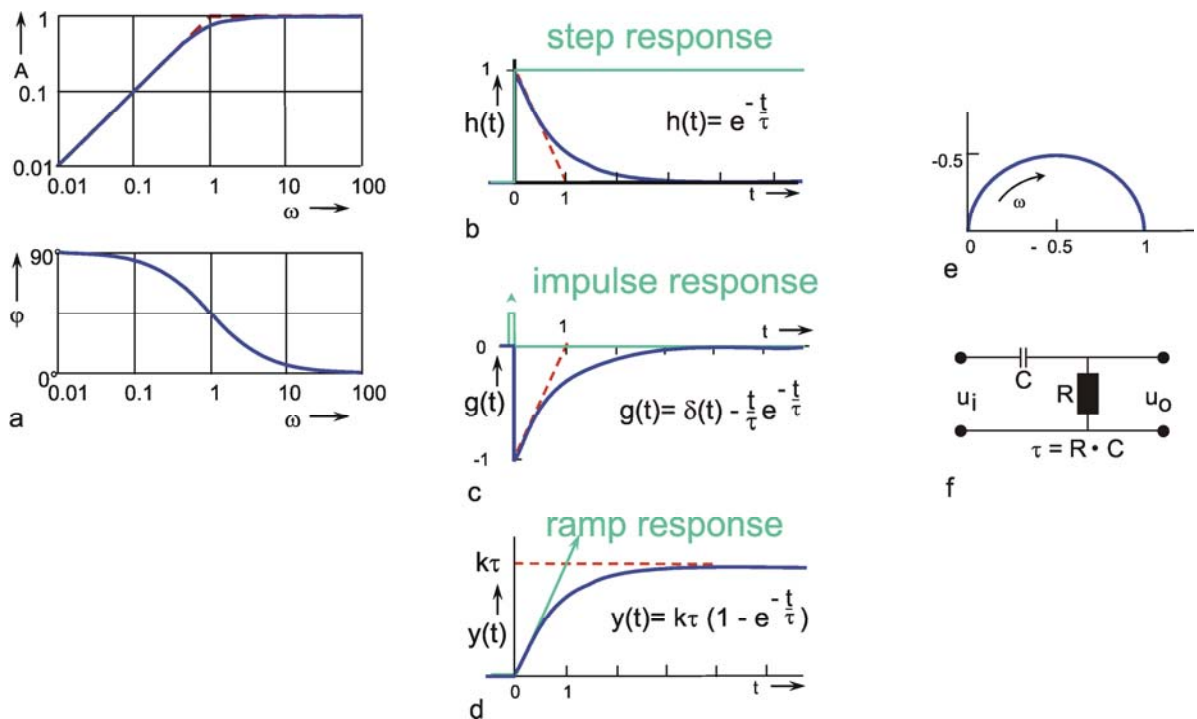 1
A
0.1
0.01
0.01 0.1 1 10 100
ω
90
φ
0
0.01 0.1 1 10 100
ω
a
step response
1
h(t)
h(t)= e^{-t/τ}
t
0 1
b
impulse response
1
t
0
g(t)
g(t)= δ(t) - t/τ e^{-t/τ}
-1
c
ramp response
kτ
y(t)
y(t)= kτ (1 - e^{-t/τ})
t
0 1
d
-0.5
ω
0 - 0.5 1
e
C
R
u_i
u_o
τ = R • C
f